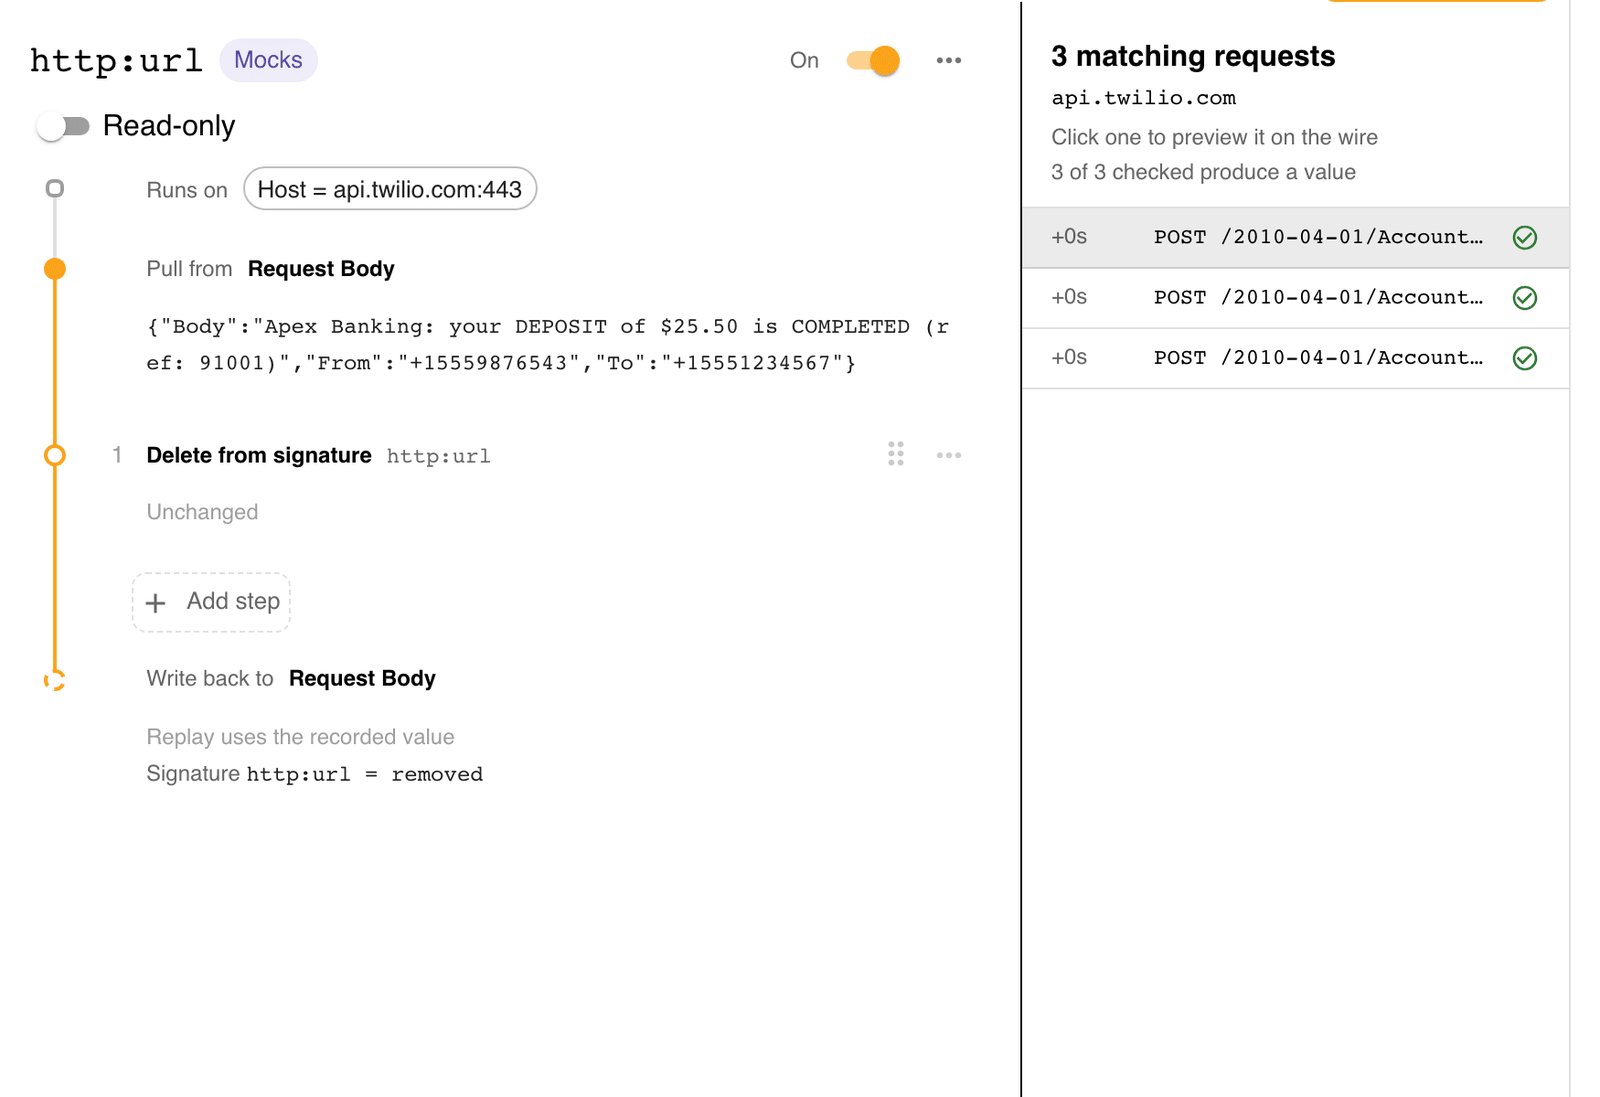 http:url Mocks On
Read-only
Runs on Host = api.twilio.com:443
Pull from Request Body
{"Body":"Apex Banking: your DEPOSIT of $25.50 is COMPLETED (r
ef: 91001)","From":"+15559876543","To":"+15551234567"}
1 Delete from signature http:url
Unchanged
+ Add step
Write back to Request Body
Replay uses the recorded value
Signature http:url = removed
3 matching requests
api.twilio.com
Click one to preview it on the wire
3 of 3 checked produce a value
+0s POST /2010-04-01/Account…
+0s POST /2010-04-01/Account…
+0s POST /2010-04-01/Account…